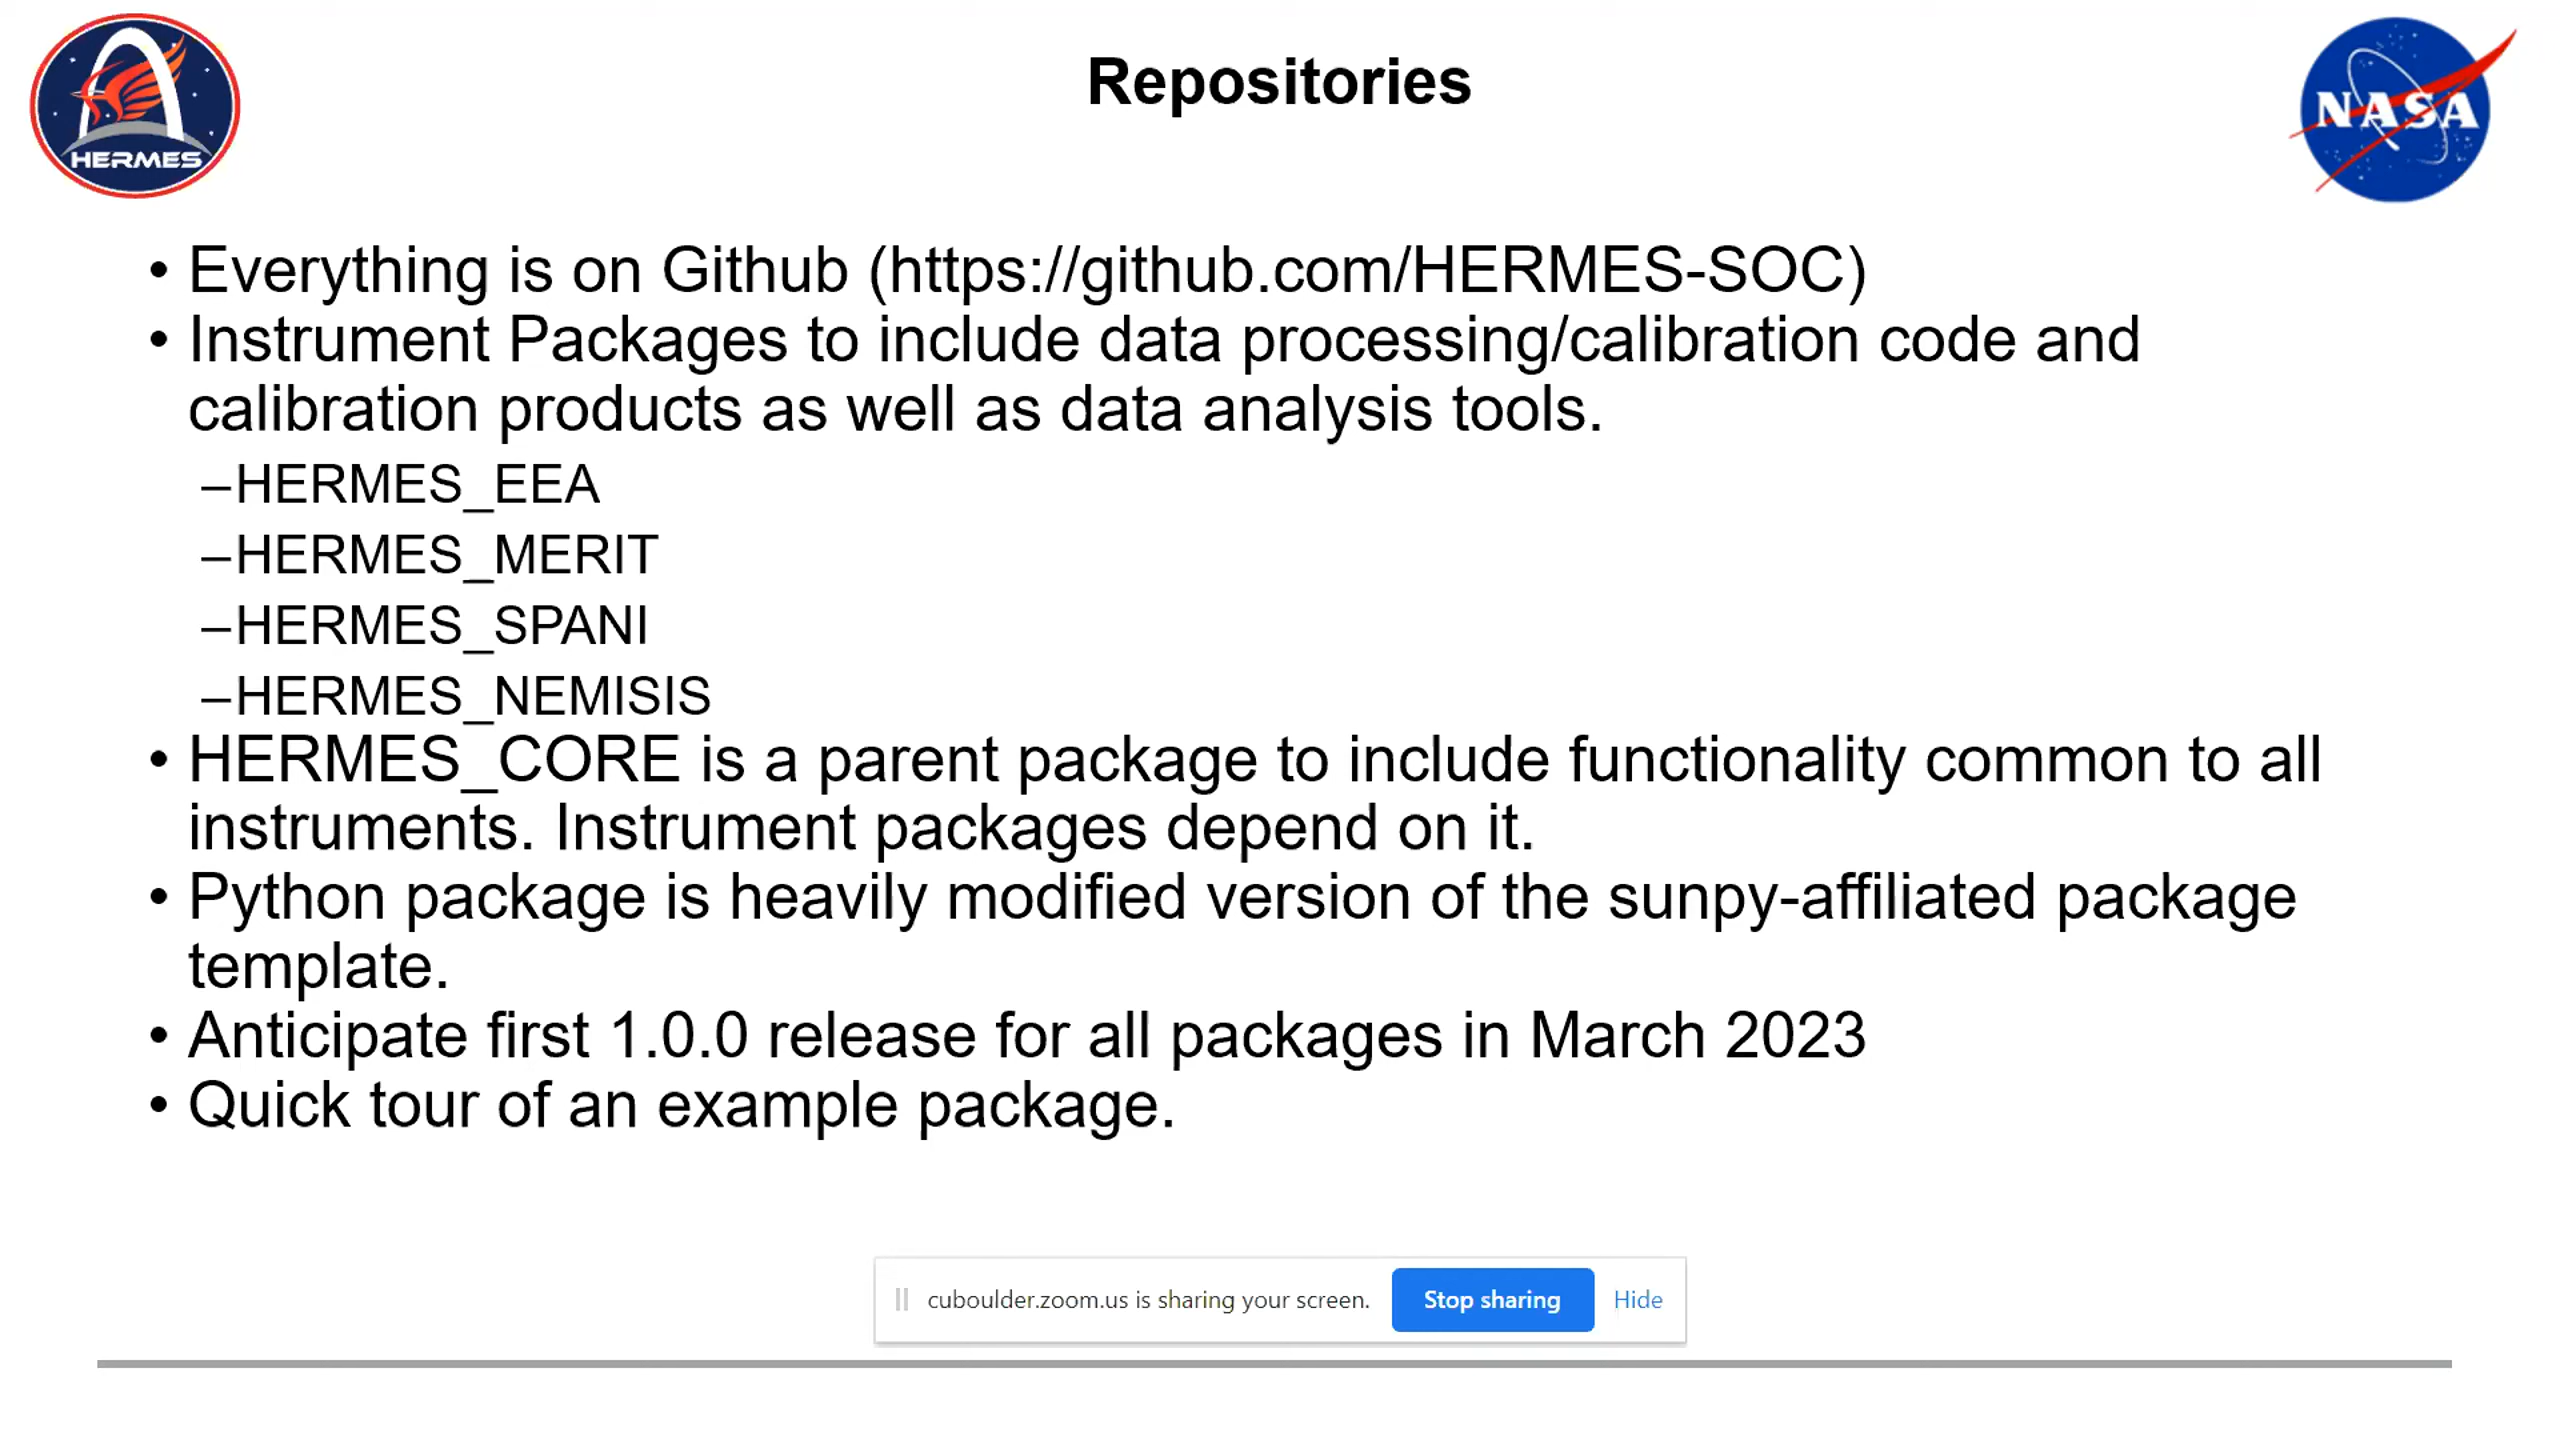 HERMES
Repositories
NASA
• Everything is on Github (https://github.com/HERMES-SOC)
• Instrument Packages to include data processing/calibration code and
calibration products as well as data analysis tools.
–HERMES_EEA
–HERMES_MERIT
–HERMES_SPANI
–HERMES_NEMISIS
• HERMES_CORE is a parent package to include functionality common to all
instruments. Instrument packages depend on it.
• Python package is heavily modified version of the sunpy-affiliated package
template.
• Anticipate first 1.0.0 release for all packages in March 2023
• Quick tour of an example package.
cuboulder.zoom.us is sharing your screen. Stop sharing Hide